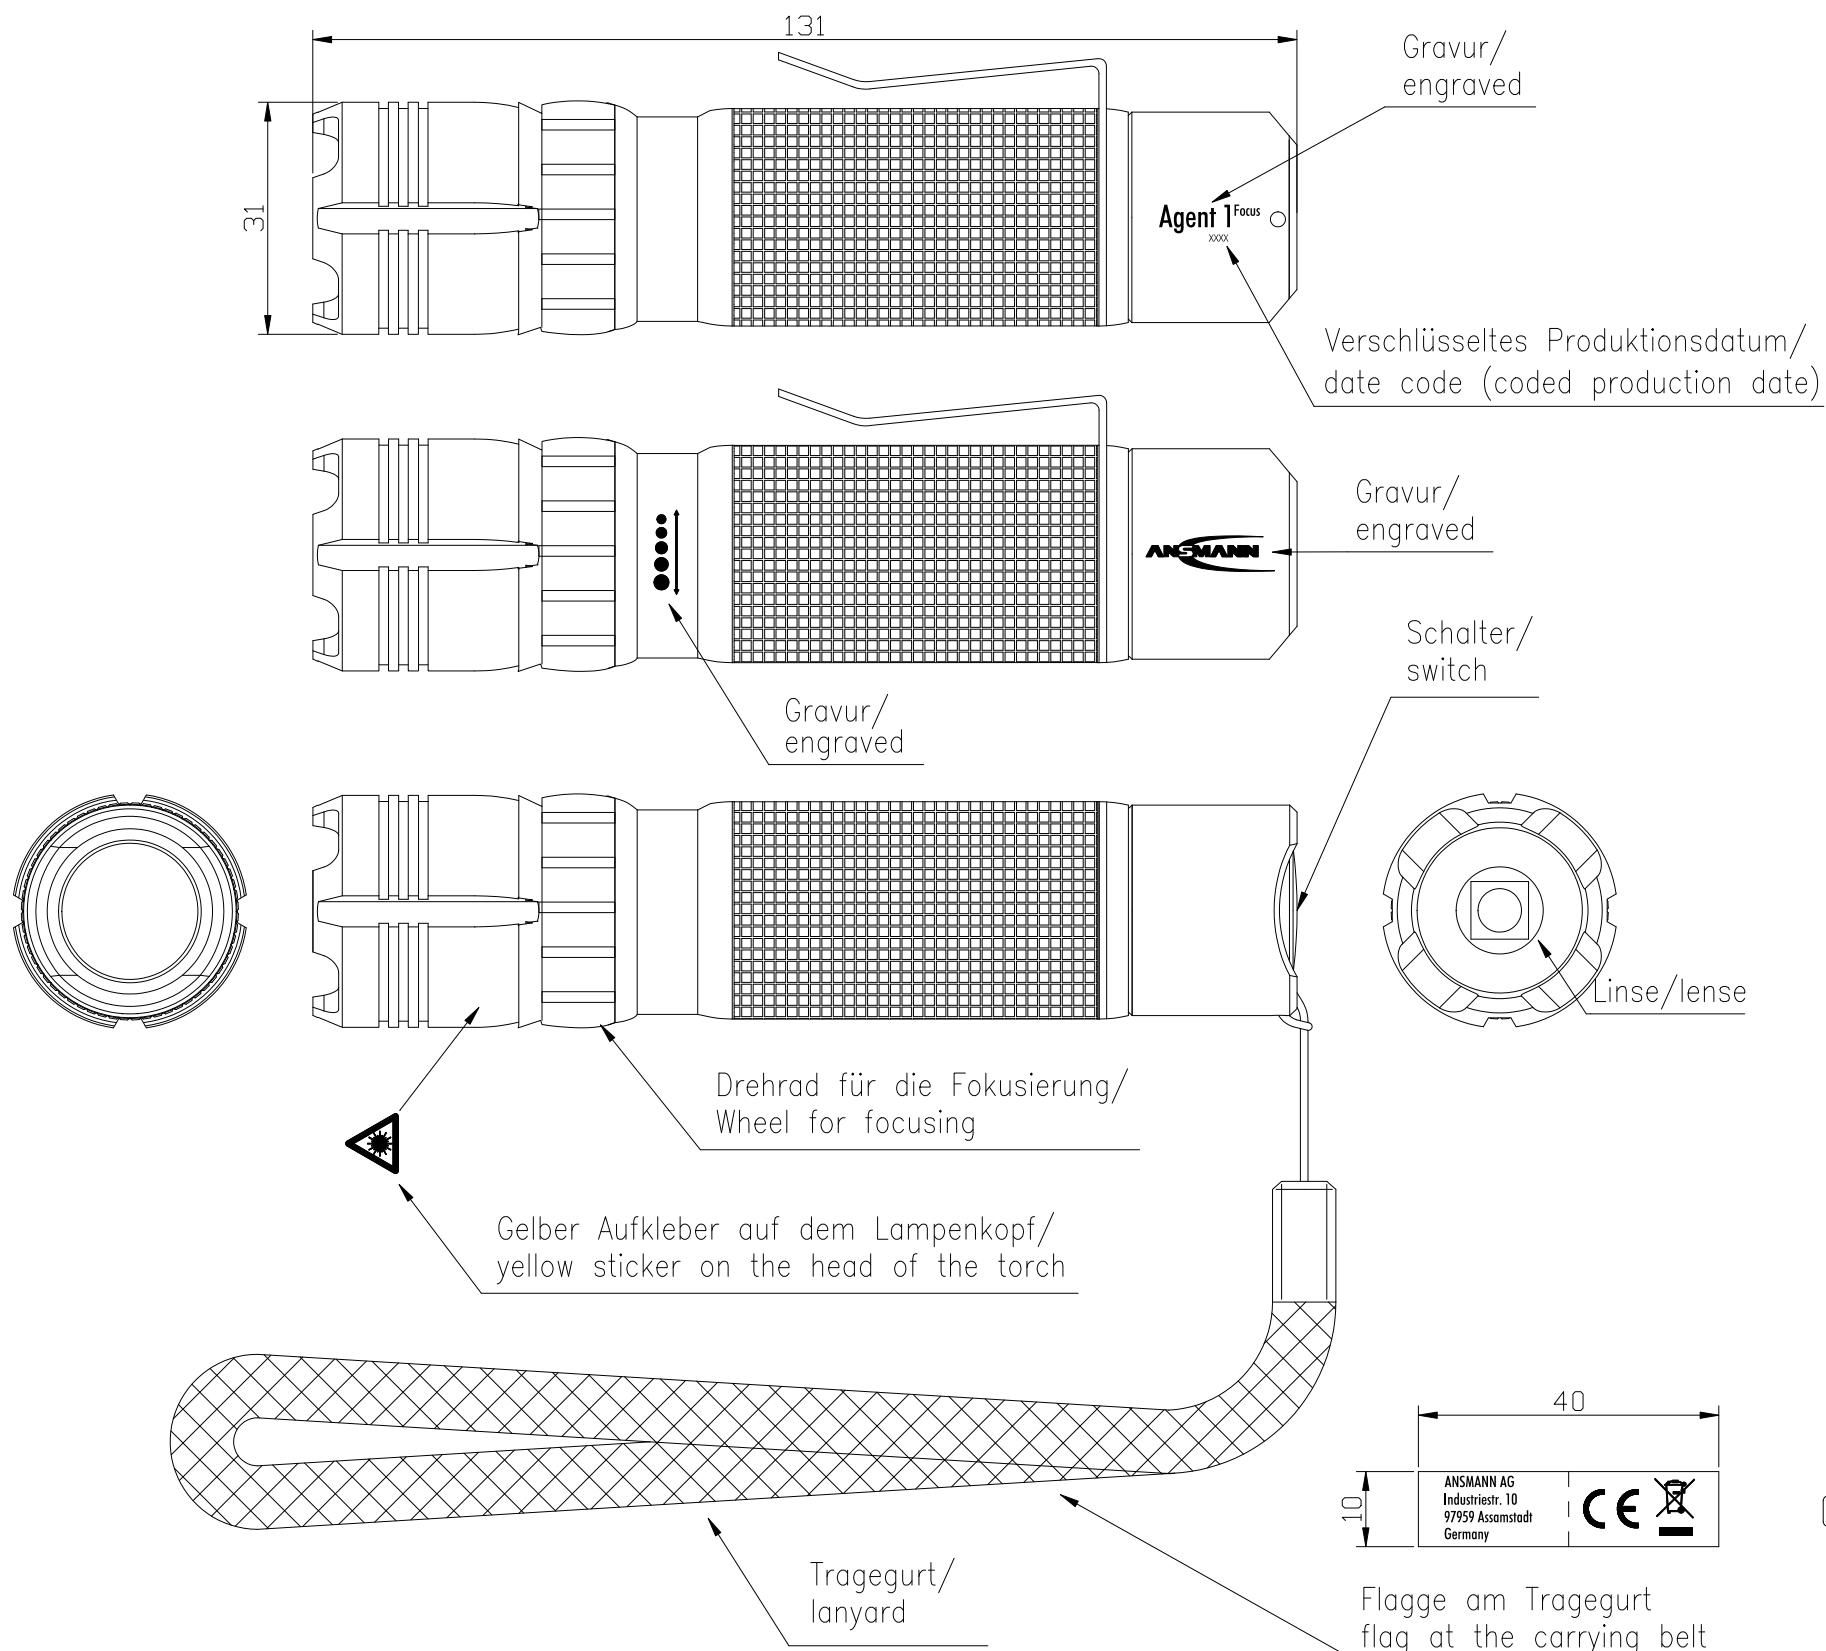 131
Gravur/
engraved
31
Agent 1 Focus
xxxx
Verschlüsseltes Produktionsdatum/
date code (coded production date)
Gravur/
engraved
ANSMANN
Schalter/
switch
Gravur/
engraved
Linse/lense
Drehrad für die Fokusierung/
Wheel for focusing
Gelber Aufkleber auf dem Lampenkopf/
yellow sticker on the head of the torch
40
10
ANSMANN AG
Industriestr. 10
97959 Assamstadt
Germany
CE
Tragegurt/
lanyard
Flagge am Tragegurt
flag at the carrying belt